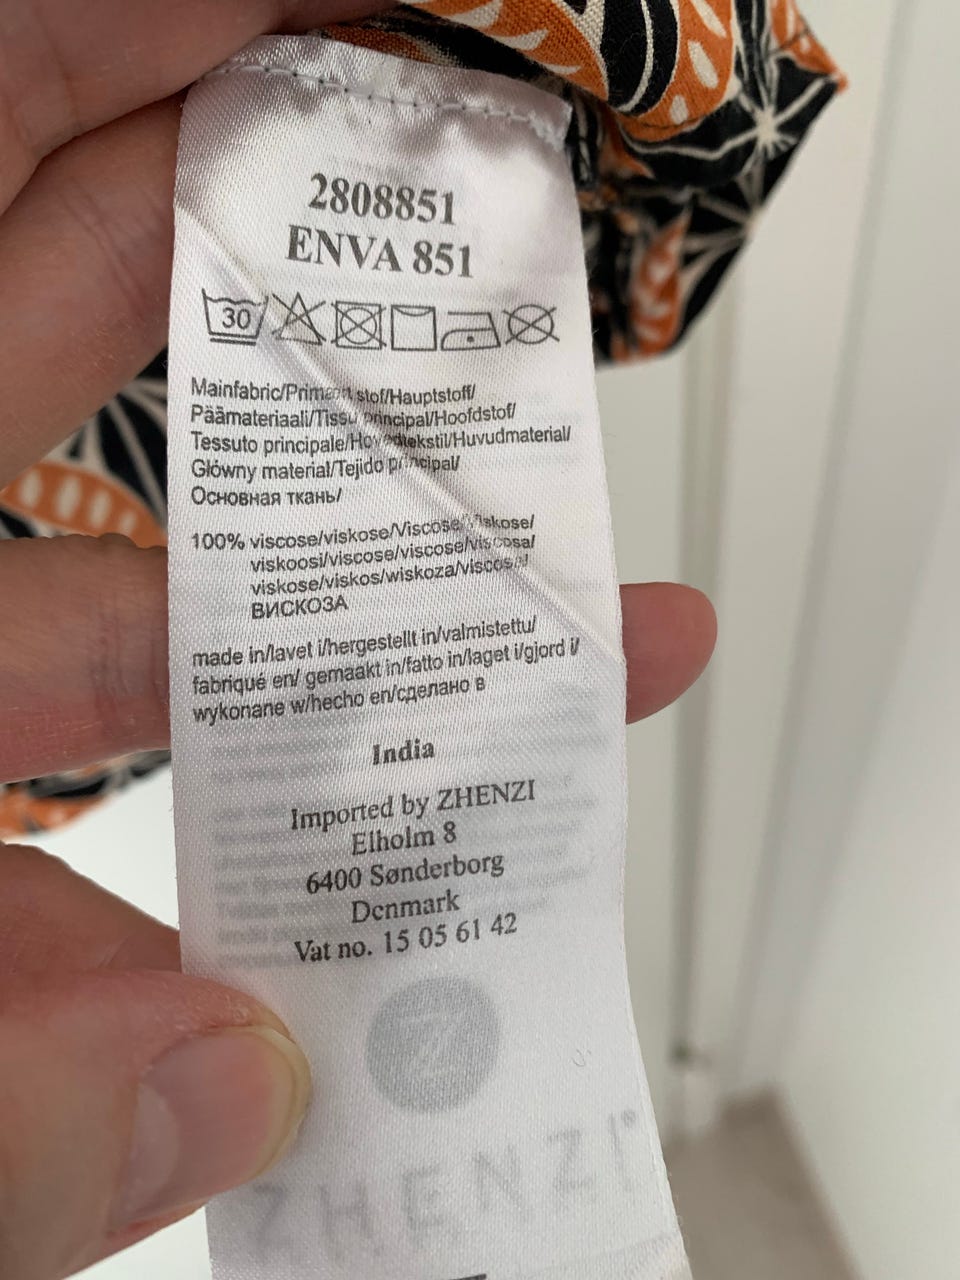 2808851
ENVA 851
30
Mainfabric/Primært stof/Hauptstoff/
Päämateriaali/Tissu principal/Hoofdstof/
Tessuto principale/Hovedtekstil/Huvudmaterial/
Główny material/Tejido principal/
Основная ткань/
100% viscose/viskose/Viscose/Viskose/
viskoosi/viscose/viscose/viscosa/
viskose/viskos/wiskoza/viscosa/
ВИСКОЗА
made in/lavet i/hergestellt in/valmistettu/
fabriqué en/ gemaakt in/fatto in/laget i/gjord i/
wykonane w/hecho en/сделано в
India
Imported by ZHENZI
Elholm 8
6400 Sønderborg
Denmark
Vat no. 15 05 61 42
Z
ZHENZI